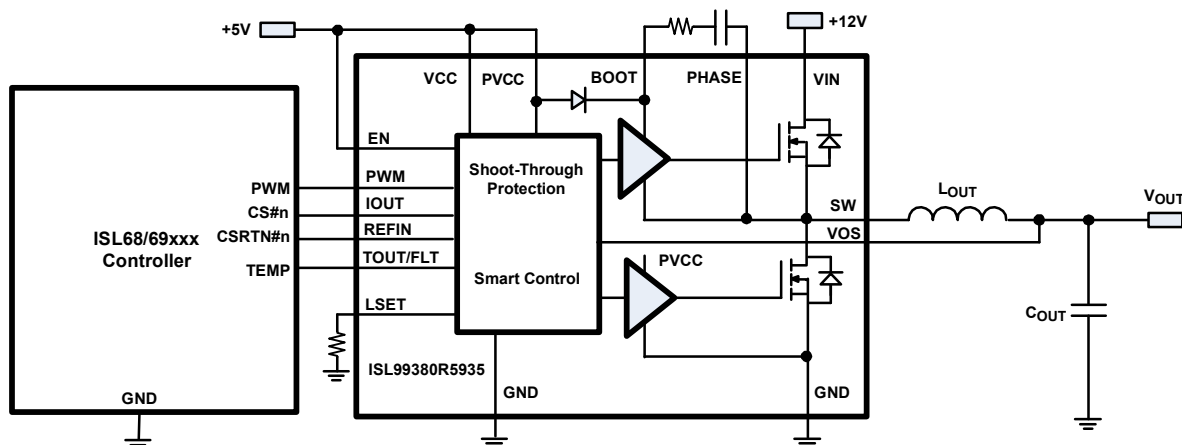 +5V
+12V
VCC
PVCC
BOOT
PHASE
VIN
EN
PWM
PWM
CS#n
IOUT
CSRTN#n
REFIN
TEMP
TOUT/FLT
LSET
ISL68/69xxx
Controller
Shoot-Through
Protection
Smart Control
SW
VOS
LOUT
VOUT
PVCC
COUT
ISL99380R5935
GND
GND
GND